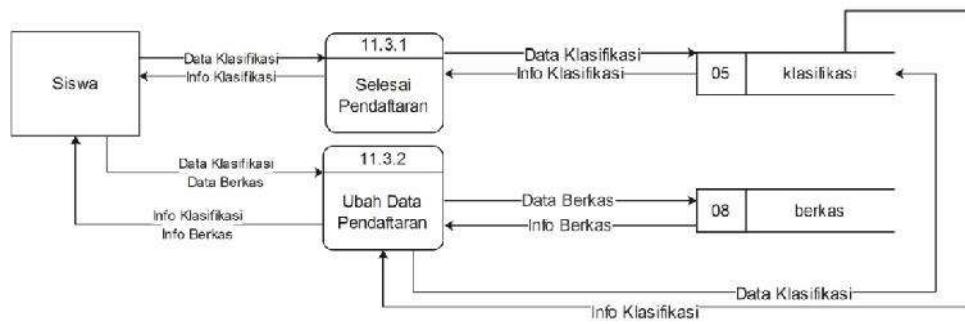 Siswa
Data Klasifikasi
Info Klasifikasi
11.3.1
Selesai
Pendaftaran
Data Klasifikasi
Info Klasifikasi
05
klasifikasi
Data Klasifikasi
Data Berkas
Info Klasifikasi
Info Berkas
11.3.2
Ubah Data
Pendaftaran
Data Berkas
Info Berkas
08
berkas
Data Klasifikasi
Info Klasifikasi